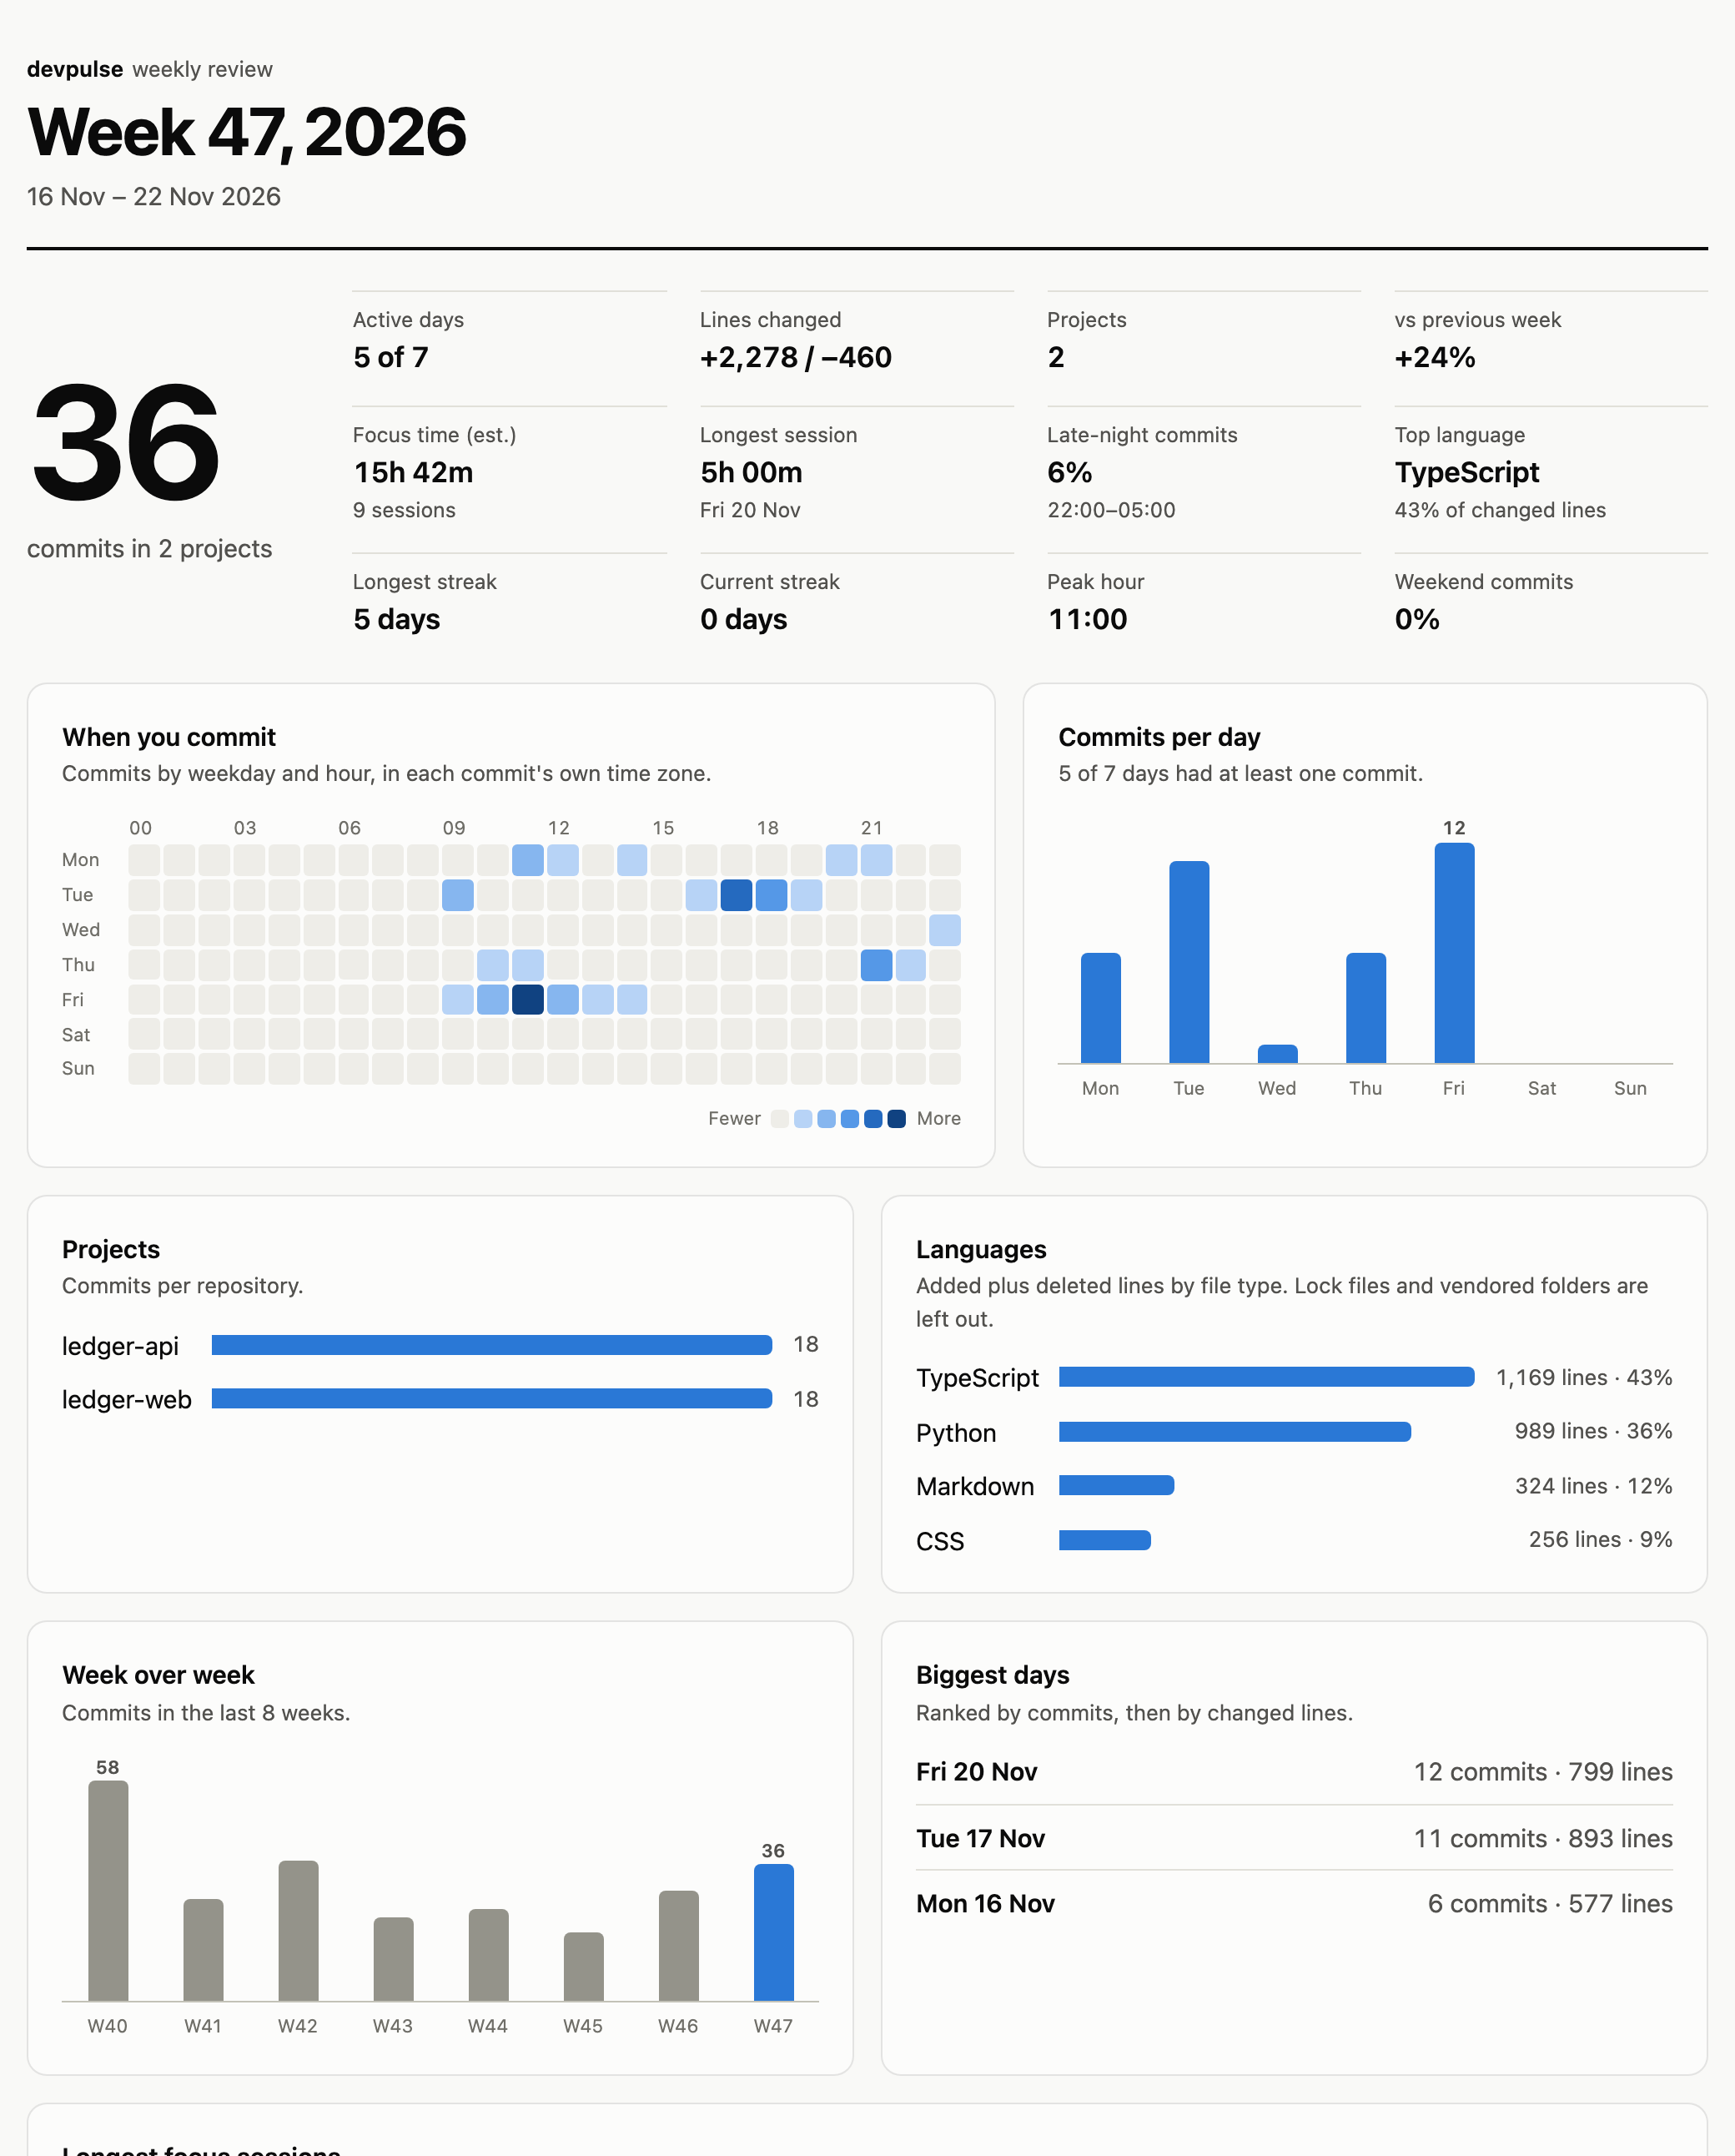 devpulse weekly review
Week 47, 2026
16 Nov – 22 Nov 2026
36
commits in 2 projects
Active days
5 of 7
Lines changed
+2,278 / −460
Projects
2
vs previous week
+24%
Focus time (est.)
15h 42m
9 sessions
Longest session
5h 00m
Fri 20 Nov
Late-night commits
6%
22:00–05:00
Top language
TypeScript
43% of changed lines
Longest streak
5 days
Current streak
0 days
Peak hour
11:00
Weekend commits
0%
When you commit
Commits by weekday and hour, in each commit's own time zone.
00 03 06 09 12 15 18 21
Mon
Tue
Wed
Thu
Fri
Sat
Sun
Fewer More
Commits per day
5 of 7 days had at least one commit.
12
Mon Tue Wed Thu Fri Sat Sun
Projects
Commits per repository.
ledger-api 18
ledger-web 18
Languages
Added plus deleted lines by file type. Lock files and vendored folders are
left out.
TypeScript 1,169 lines · 43%
Python 989 lines · 36%
Markdown 324 lines · 12%
CSS 256 lines · 9%
Week over week
Commits in the last 8 weeks.
58
36
W40 W41 W42 W43 W44 W45 W46 W47
Biggest days
Ranked by commits, then by changed lines.
Fri 20 Nov 12 commits · 799 lines
Tue 17 Nov 11 commits · 893 lines
Mon 16 Nov 6 commits · 577 lines
Longest focus sessions